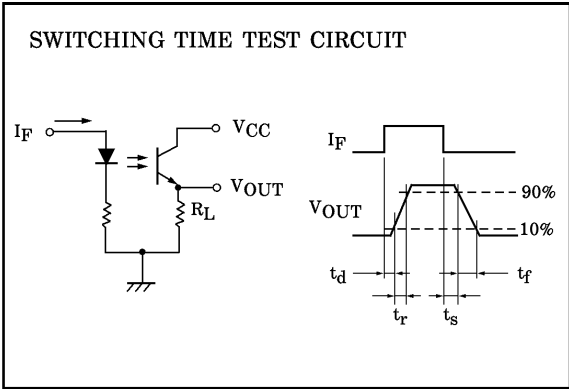 SWITCHING TIME TEST CIRCUIT
IF
VCC
VOUT
RL
IF
VOUT
90%
10%
td
tf
tr
ts